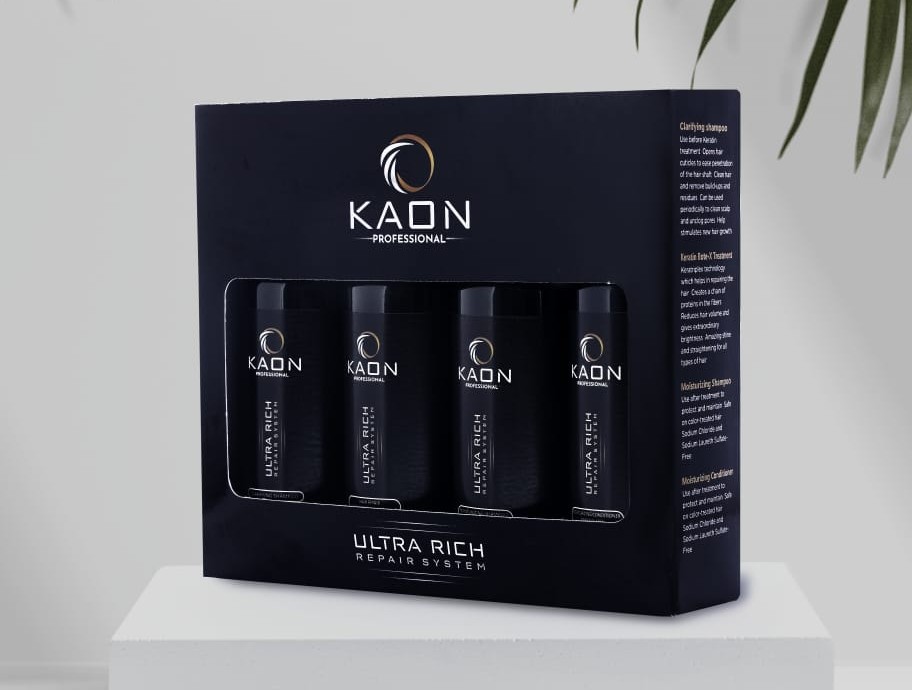 KAON
PROFESSIONAL
KAON
PROFESSIONAL
ULTRA RICH
REPAIR SYSTEM
KAON
PROFESSIONAL
ULTRA RICH
REPAIR SYSTEM
KAON
PROFESSIONAL
ULTRA RICH
REPAIR SYSTEM
KAON
PROFESSIONAL
ULTRA RICH
REPAIR SYSTEM
ULTRA RICH
REPAIR SYSTEM
Clarifying shampoo
Use before Keratin
treatment Opens hair
cuticles to ease penetration
of the hair shaft Clean hair
and remove build-ups and
residues Can be used
periodically to clean scalp
and unclog pores Help
stimulates new hair growth
Keratin Bote-X Treatment
Keratriplex technology
which helps in repairing the
hair Creates a chain of
proteins in the fibers
Reduces hair volume and
gives extraordinary
brightness Amazing shine
and straightening for all
types of hair
Moisturizing Shampoo
Use after treatment to
protect and maintain Safe
on color-treated hair
Sodium Chloride and
Sodium Laureth Sulfate-
Free
Moisturizing Conditioner
Use after treatment to
protect and maintain Safe
on color-treated hair
Sodium Chloride and
Sodium Laureth Sulfate-
Free